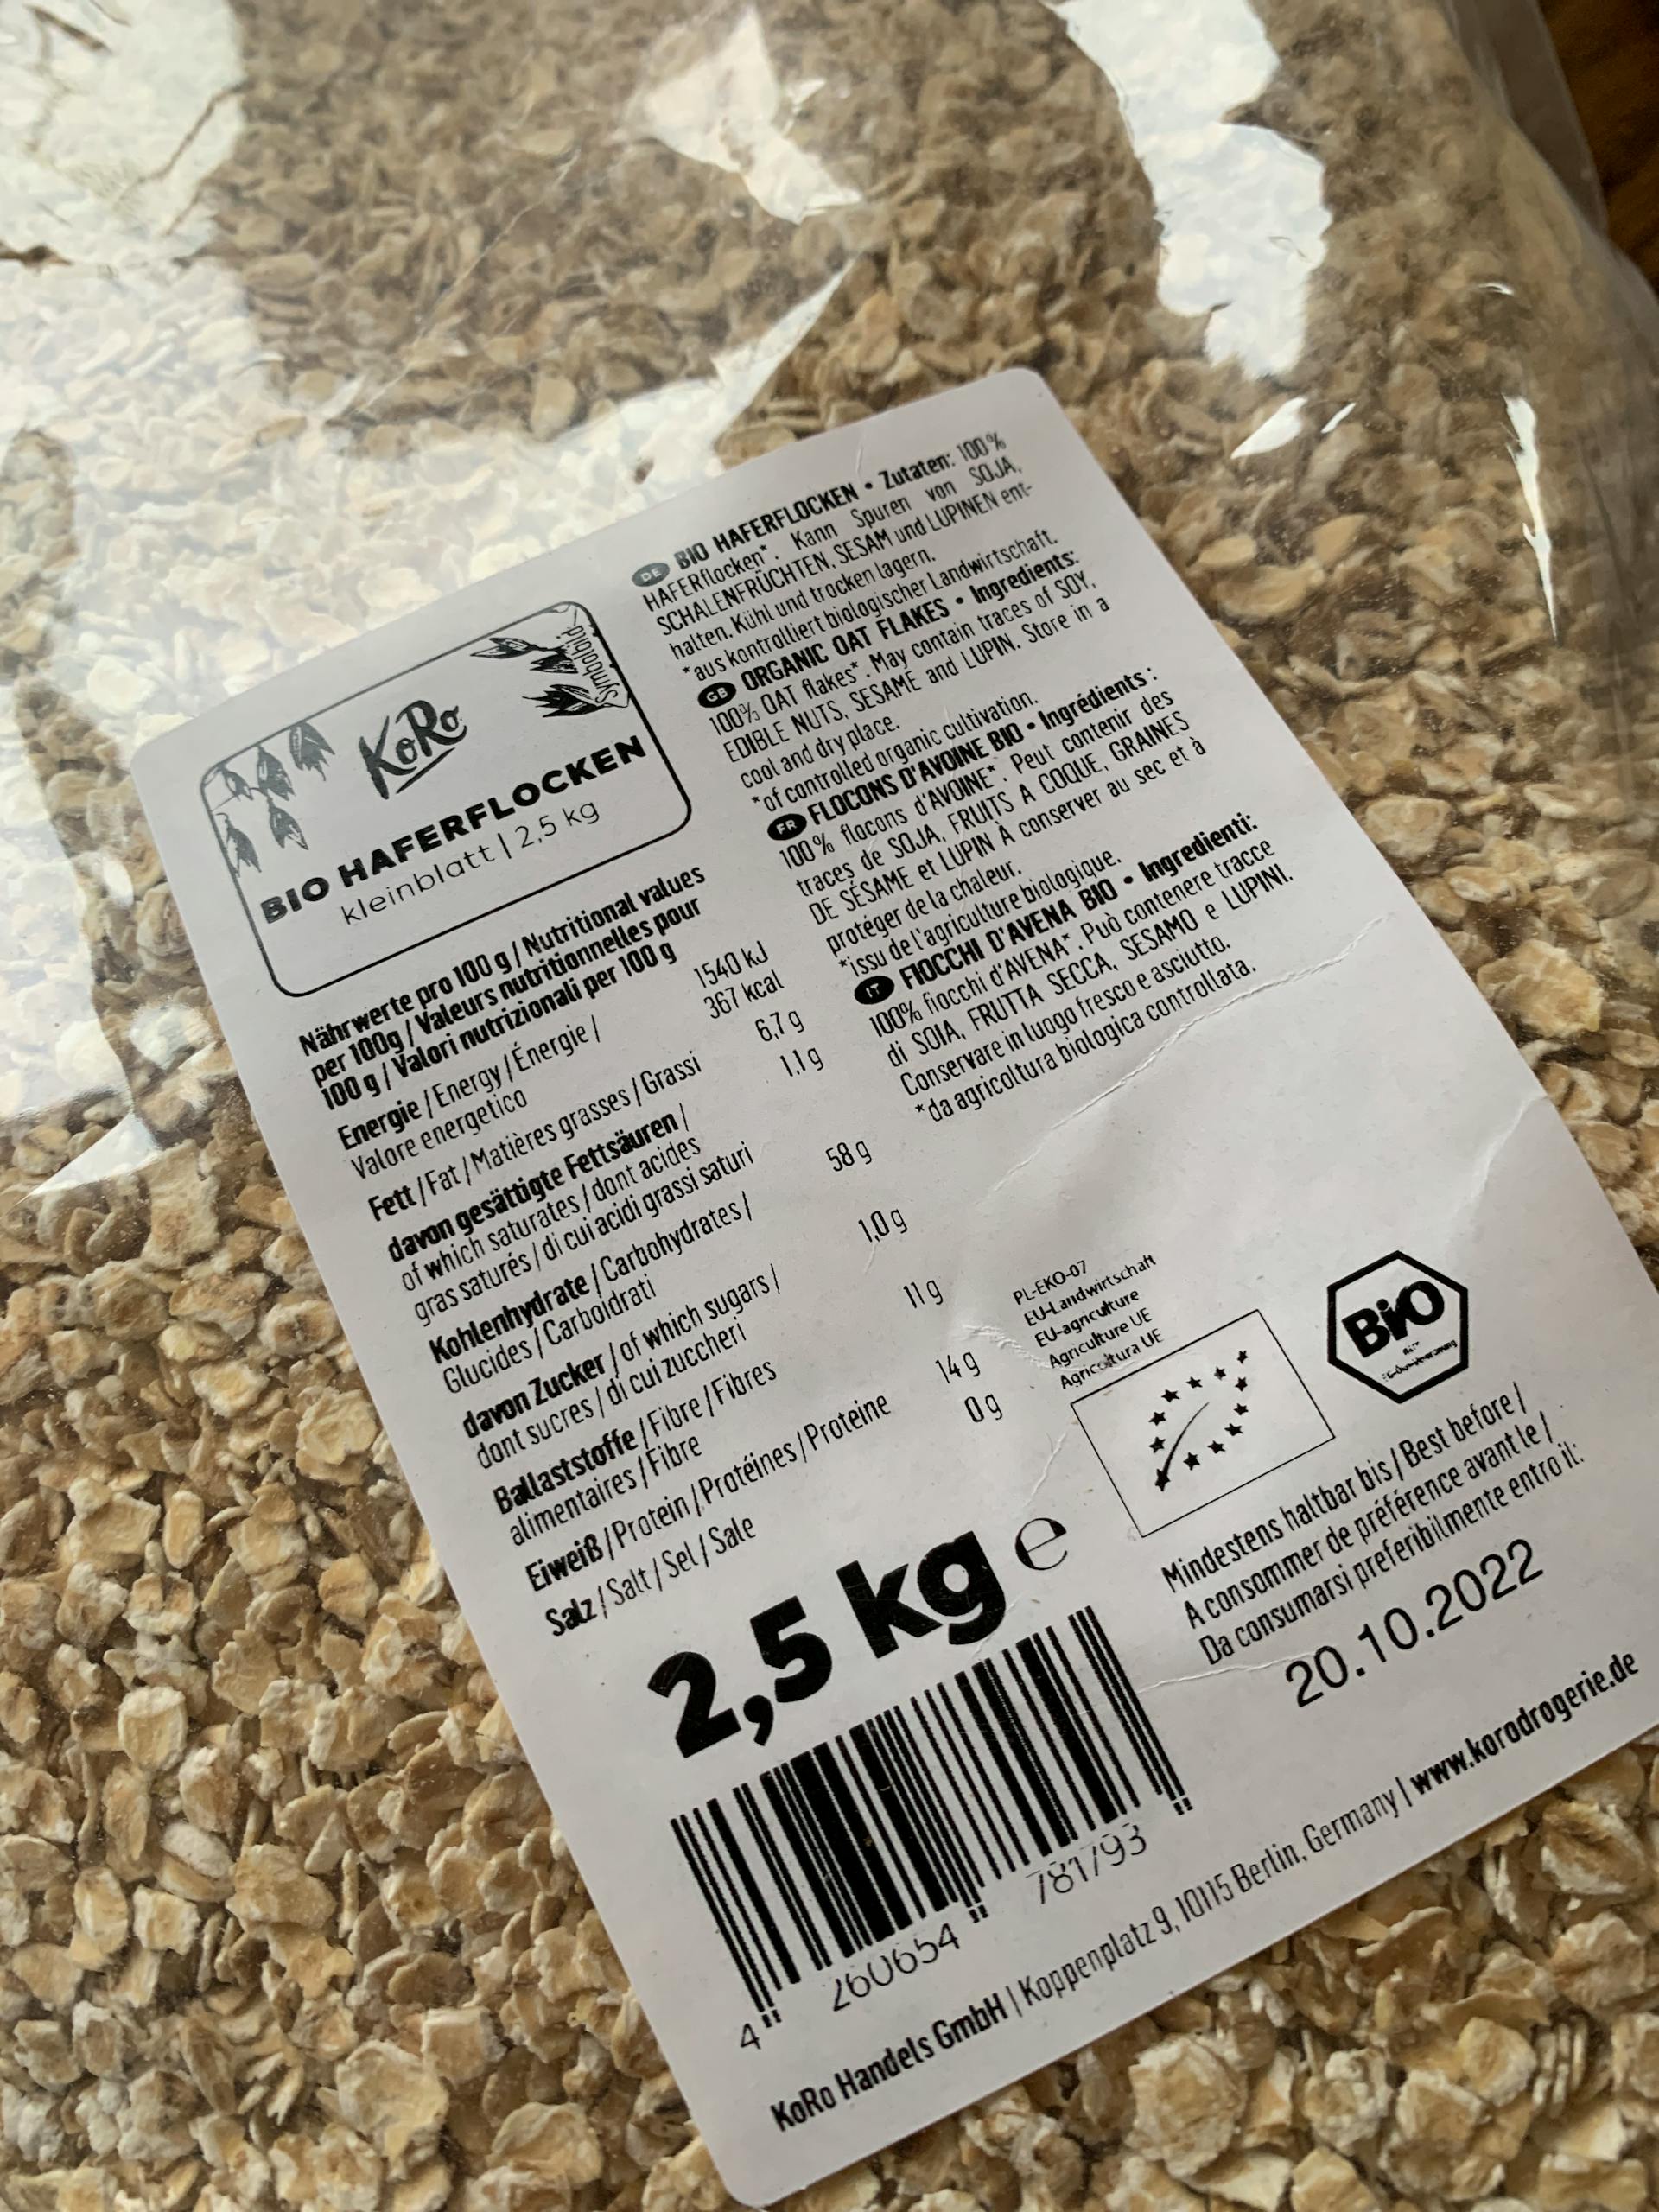 KoRo
Symbolbild
BIO HAFERFLOCKEN
kleinblatt | 2,5 kg
Nährwerte pro 100 g / Nutritional values
per 100g / Valeurs nutritionnelles pour
100 g / Valori nutrizionali per 100 g
Energie / Energy / Énergie / 1540 kJ
Valore energetico 367 kcal
Fett / Fat / Matières grasses / Grassi 6,7 g
davon gesättigte Fettsäuren / 1.1 g
of which saturates / dont acides
gras saturés / di cui acidi grassi saturi
Kohlenhydrate / Carbohydrates / 58 g
Glucides / Carboidrati
davon Zucker / of which sugars / 1,0 g
dont sucres / di cui zuccheri
Ballaststoffe / Fibre / Fibres 11 g
alimentaires / Fibre
Eiweiß / Protein / Protéines / Proteine 14 g
Salz / Salt / Sel / Sale 0 g
DE BIO HAFERFLOCKEN • Zutaten: 100 %
HAFERflocken*. Kann Spuren von SOJA,
SCHALENFRÜCHTEN, SESAM und LUPINEN ent-
halten. Kühl und trocken lagern.
*aus kontrolliert biologischer Landwirtschaft.
GB ORGANIC OAT FLAKES • Ingredients:
100% OAT flakes*. May contain traces of SOY,
EDIBLE NUTS, SESAME and LUPIN. Store in a
cool and dry place.
*of controlled organic cultivation.
FR FLOCONS D'AVOINE BIO • Ingrédients :
100 % flocons d'AVOINE*. Peut contenir des
traces de SOJA, FRUITS A COQUE, GRAINES
DE SÉSAME et LUPIN À conserver au sec et à
protéger de la chaleur.
*issu de l'agriculture biologique.
IT FIOCCHI D'AVENA BIO • Ingredienti:
100% fiocchi d'AVENA*. Può contenere tracce
di SOIA, FRUTTA SECCA, SESAMO e LUPINI.
Conservare in luogo fresco e asciutto.
*da agricoltura biologica controllata.
PL-EKO-07
EU-Landwirtschaft
EU-agriculture
Agriculture UE
Agricoltura UE
BIO
2,5 kg e
Mindestens haltbar bis / Best before /
A consommer de préférence avant le /
Da consumarsi preferibilmente entro il:
20.10.2022
4 260654 781793
KoRo Handels GmbH | Koppenplatz 9, 10115 Berlin, Germany | www.korodrogerie.de